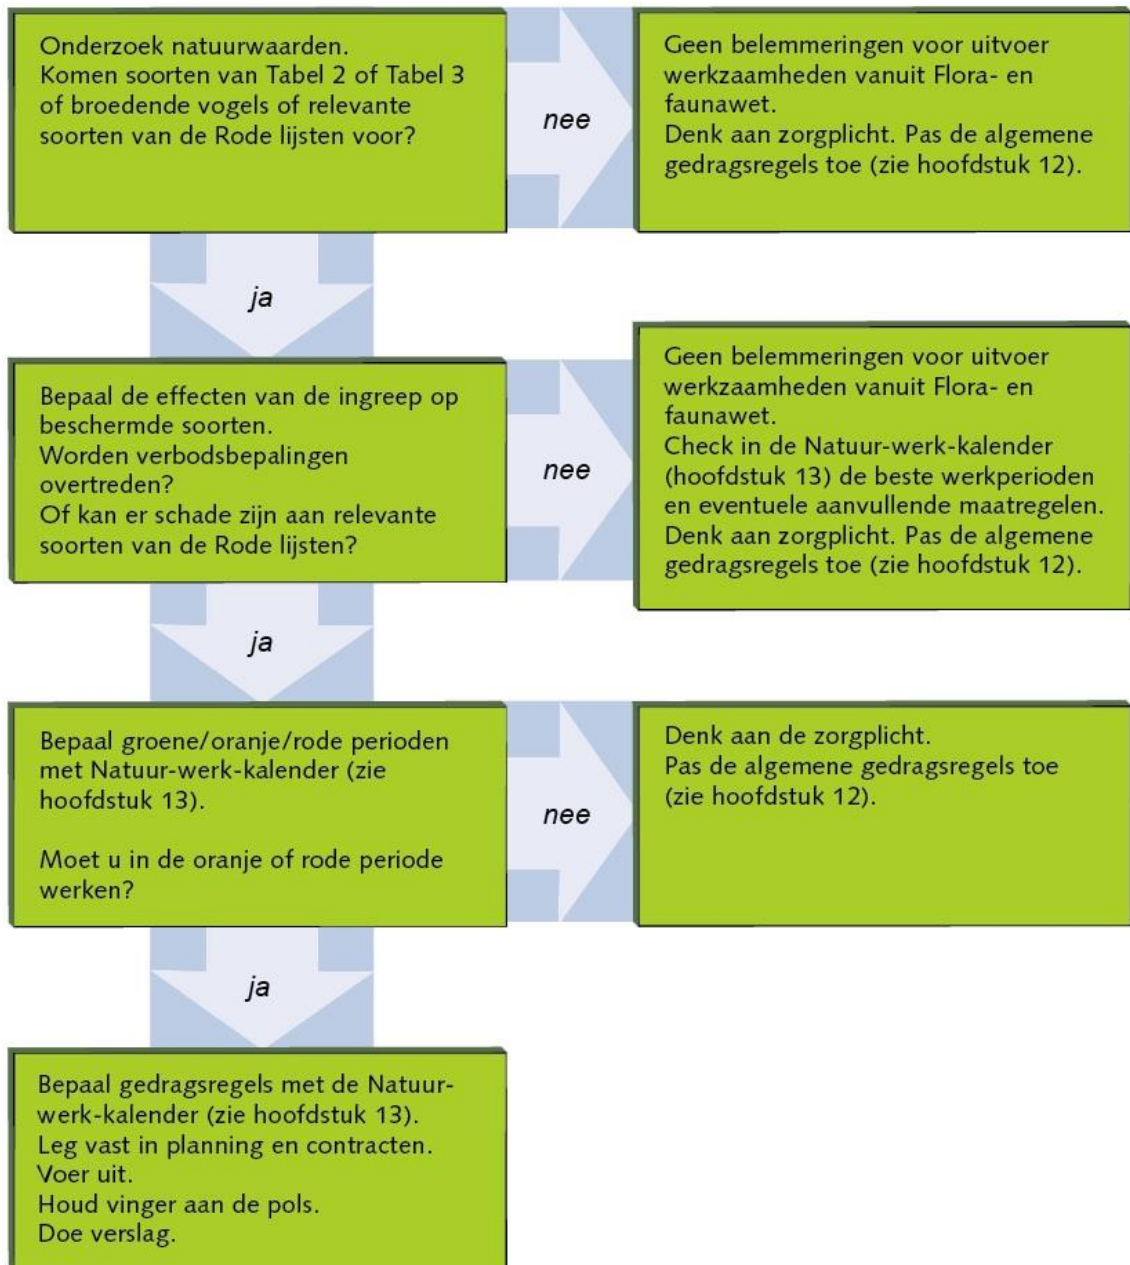 Onderzoek natuurwaarden.
Komen soorten van Tabel 2 of Tabel 3
of broedende vogels of relevante
soorten van de Rode lijsten voor?
nee
Geen belemmeringen voor uitvoer
werkzaamheden vanuit Flora- en
faunawet.
Denk aan zorgplicht. Pas de algemene
gedragsregels toe (zie hoofdstuk 12).
ja
Bepaal de effecten van de ingreep op
beschermde soorten.
Worden verbodsbepalingen
overtreden?
Of kan er schade zijn aan relevante
soorten van de Rode lijsten?
nee
Geen belemmeringen voor uitvoer
werkzaamheden vanuit Flora- en
faunawet.
Check in de Natuur-werk-kalender
(hoofdstuk 13) de beste werkperioden
en eventuele aanvullende maatregelen.
Denk aan zorgplicht. Pas de algemene
gedragsregels toe (zie hoofdstuk 12).
ja
Bepaal groene/oranje/rode perioden
met Natuur-werk-kalender (zie
hoofdstuk 13).
Moet u in de oranje of rode periode
werken?
nee
Denk aan de zorgplicht.
Pas de algemene gedragsregels toe
(zie hoofdstuk 12).
ja
Bepaal gedragsregels met de Natuur-
werk-kalender (zie hoofdstuk 13).
Leg vast in planning en contracten.
Voer uit.
Houd vinger aan de pols.
Doe verslag.